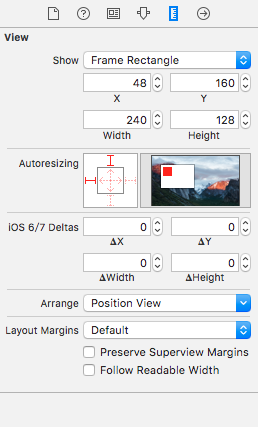 View
Show Frame Rectangle
48 160
X Y
240 128
Width Height
Autoresizing
iOS 6/7 Deltas 0 0
ΔX ΔY
0 0
ΔWidth ΔHeight
Arrange Position View
Layout Margins Default
Preserve Superview Margins
Follow Readable Width